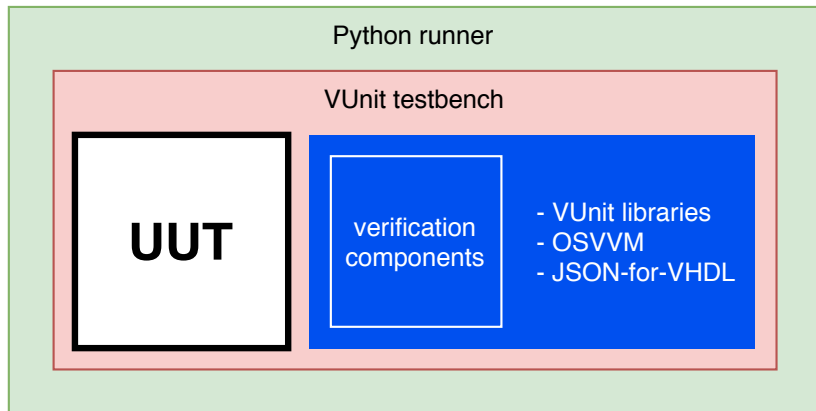 Python runner
VUnit testbench
UUT
verification
components
- VUnit libraries
- OSVVM
- JSON-for-VHDL